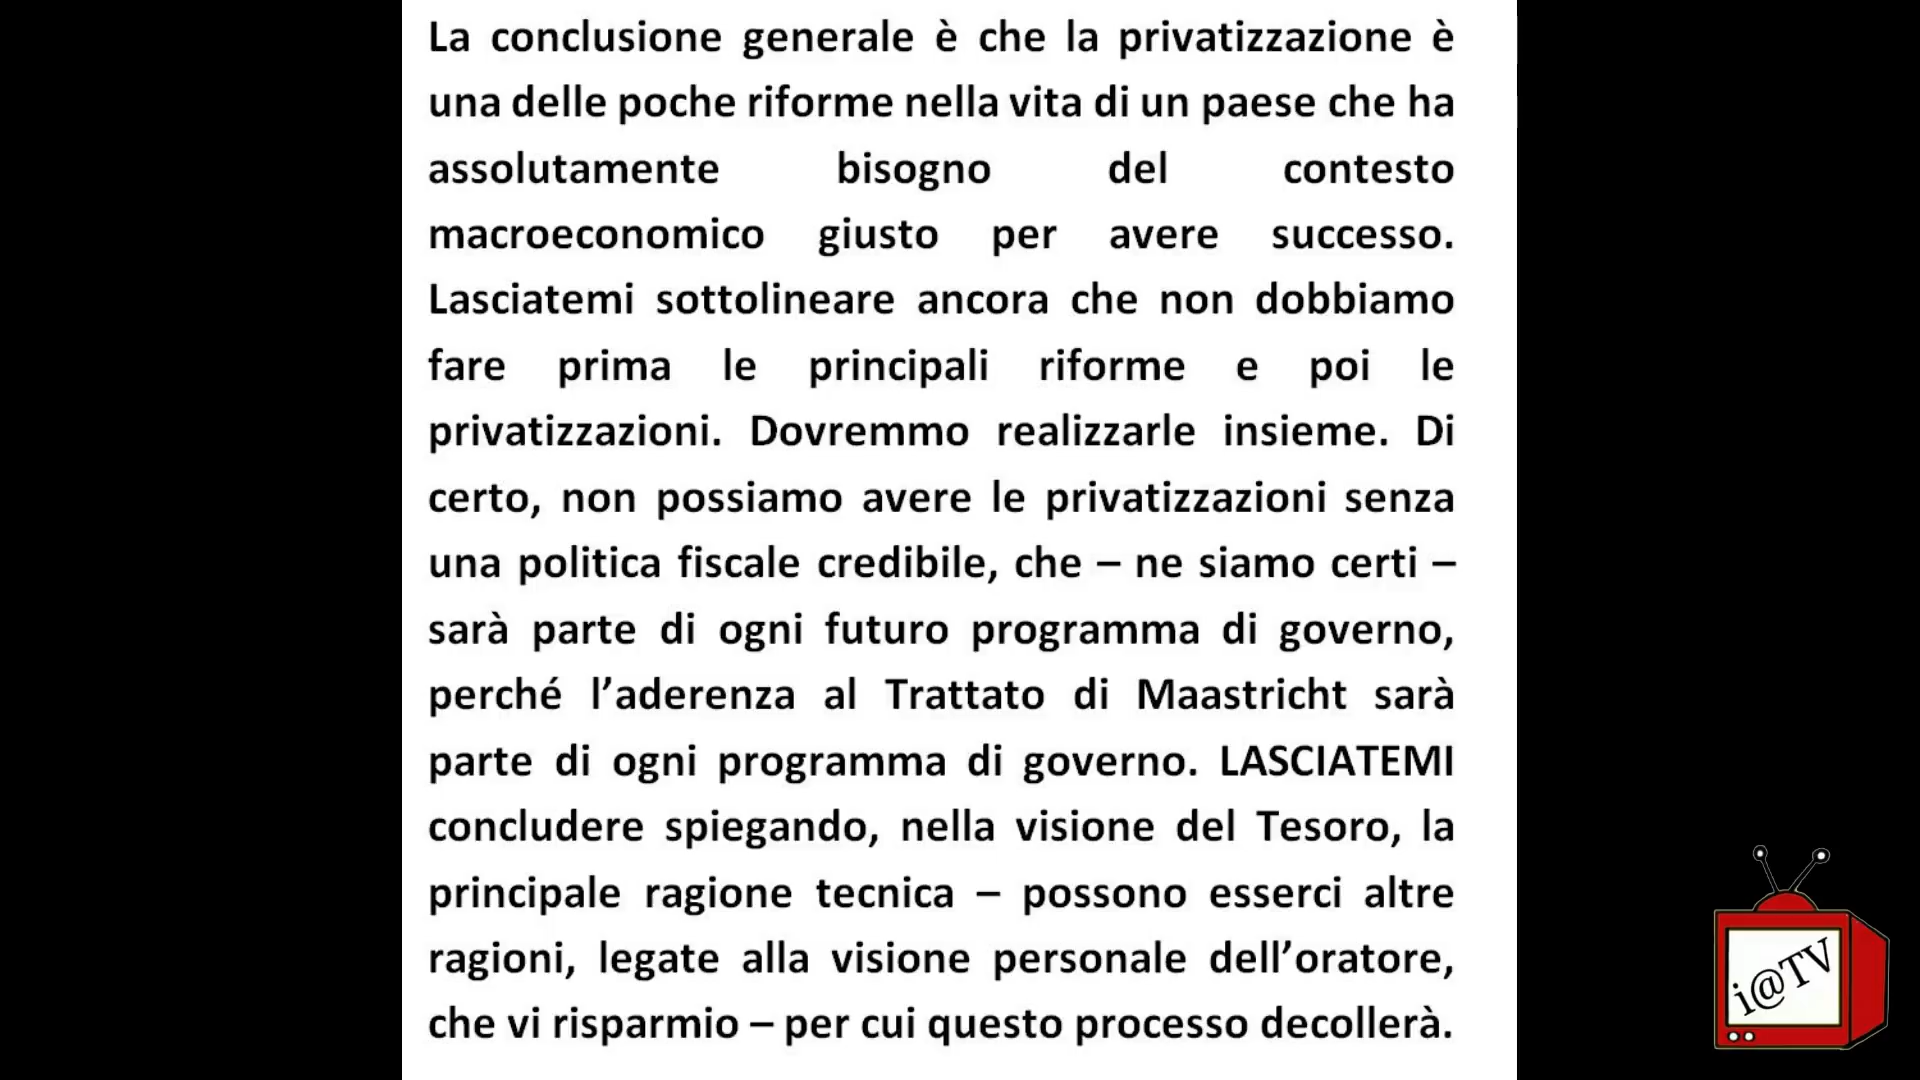 La conclusione generale è che la privatizzazione è
una delle poche riforme nella vita di un paese che ha
assolutamente bisogno del contesto
macroeconomico giusto per avere successo.
Lasciatemi sottolineare ancora che non dobbiamo
fare prima le principali riforme e poi le
privatizzazioni. Dovremmo realizzarle insieme. Di
certo, non possiamo avere le privatizzazioni senza
una politica fiscale credibile, che – ne siamo certi –
sarà parte di ogni futuro programma di governo,
perché l’aderenza al Trattato di Maastricht sarà
parte di ogni programma di governo. LASCIATEMI
concludere spiegando, nella visione del Tesoro, la
principale ragione tecnica – possono esserci altre
ragioni, legate alla visione personale dell’oratore,
che vi risparmio – per cui questo processo decollerà.
i@TV